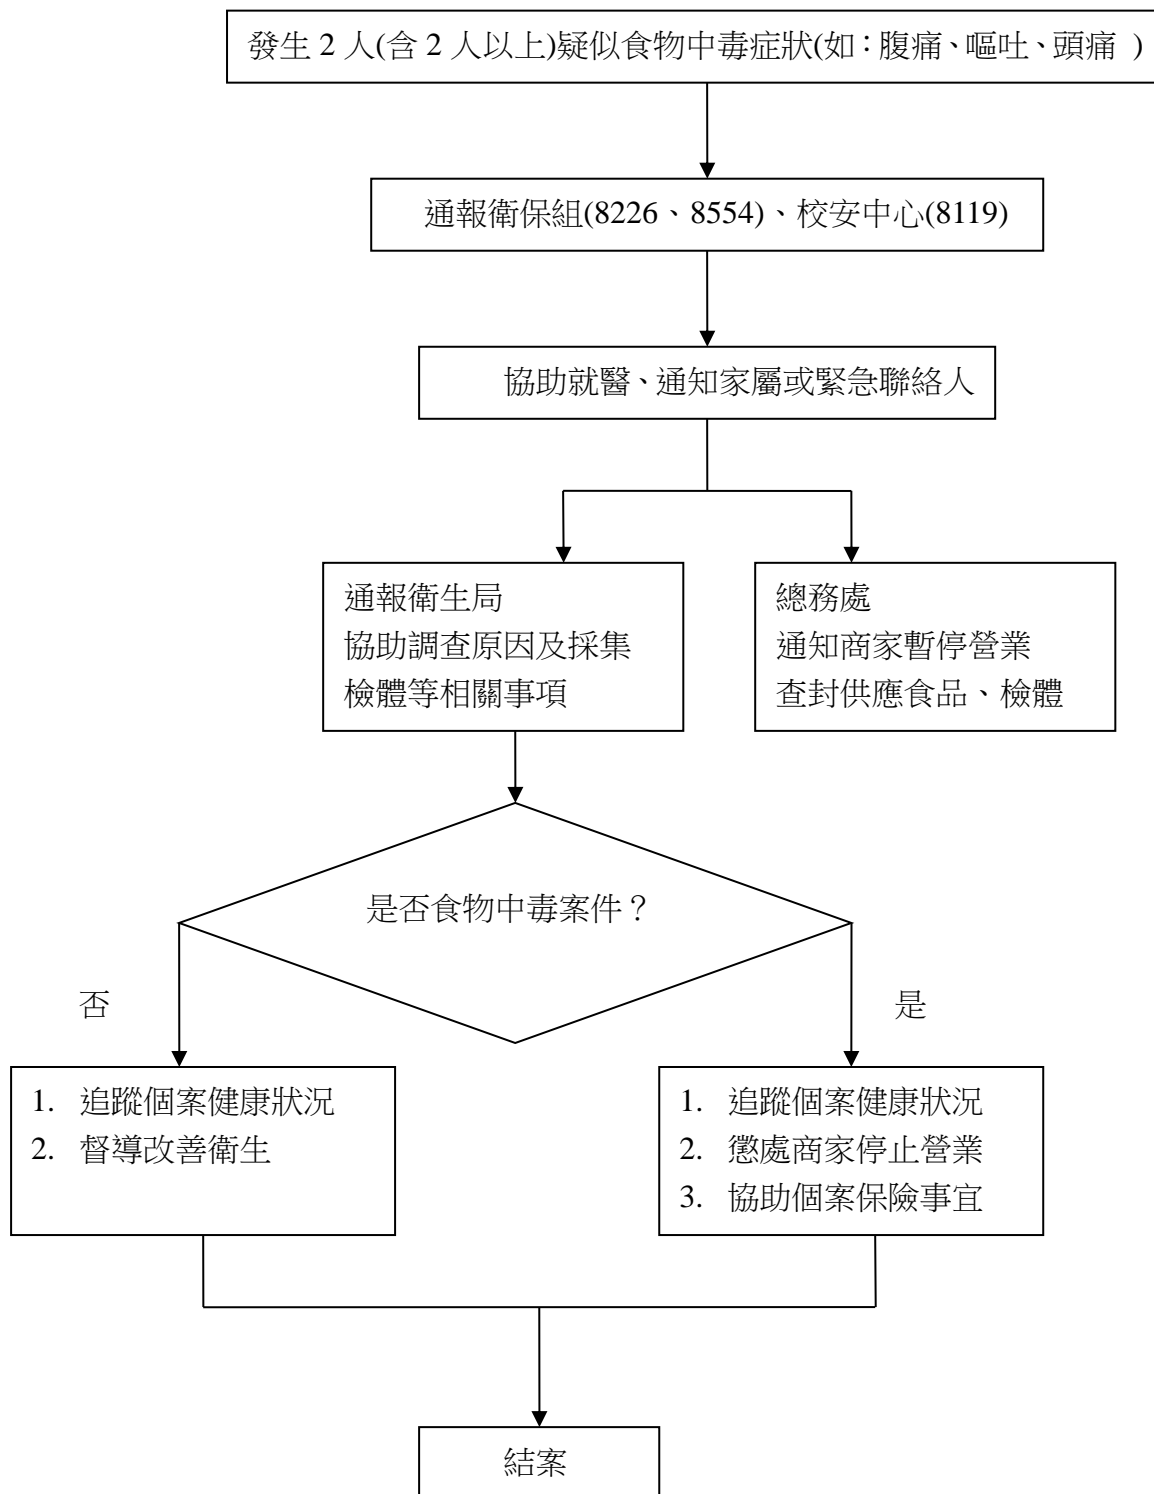 發生 2 人(含 2 人以上)疑似食物中毒症狀(如：腹痛、嘔吐、頭痛 )
通報衛保組(8226、8554)、校安中心(8119)
協助就醫、通知家屬或緊急聯絡人
通報衛生局
協助調查原因及採集
檢體等相關事項
總務處
通知商家暫停營業
查封供應食品、檢體
是否食物中毒案件？
否
是
1. 追蹤個案健康狀況
2. 督導改善衛生
1. 追蹤個案健康狀況
2. 懲處商家停止營業
3. 協助個案保險事宜
結案